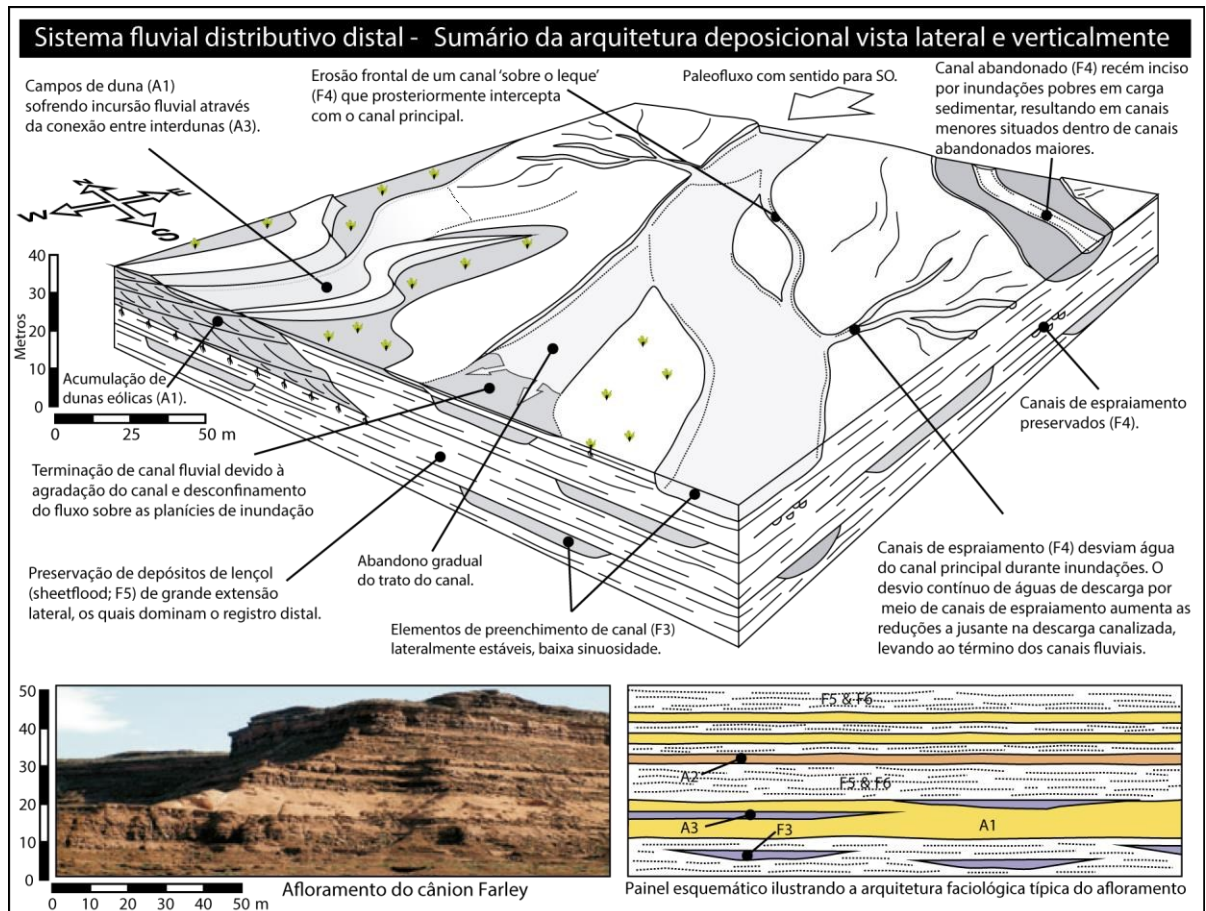 Sistema fluvial distributivo distal - Sumário da arquitetura deposicional vista lateral e verticalmente
Campos de duna (A1)
sofrendo incursão fluvial através
da conexão entre interdunas (A3).
Erosão frontal de um canal 'sobre o leque'
(F4) que prosteriormente intercepta
com o canal principal.
Paleofluxo com sentido para SO.
Canal abandonado (F4) recém inciso
por inundações pobres em carga
sedimentar, resultando em canais
menores situados dentro de canais
abandonados maiores.
N
E
W
S
40
30
20
10
0
Metros
0 25 50 m
Acumulação de
dunas eólicas (A1).
Canais de espraiamento
preservados (F4).
Terminação de canal fluvial devido à
agradação do canal e desconfinamento
do fluxo sobre as planícies de inundação
Preservação de depósitos de lençol
(sheetflood; F5) de grande extensão
lateral, os quais dominam o registro distal.
Abandono gradual
do trato do canal.
Elementos de preenchimento de canal (F3)
lateralmente estáveis, baixa sinuosidade.
Canais de espraiamento (F4) desviam água
do canal principal durante inundações. O
desvio contínuo de águas de descarga por
meio de canais de espraiamento aumenta as
reduções a jusante na descarga canalizada,
levando ao término dos canais fluviais.
50
40
30
20
10
0
0 10 20 30 40 50 m
Afloramento do cânion Farley
F5 & F6
A2
F5 & F6
A3
A1
F3
Painel esquemático ilustrando a arquitetura faciológica típica do afloramento